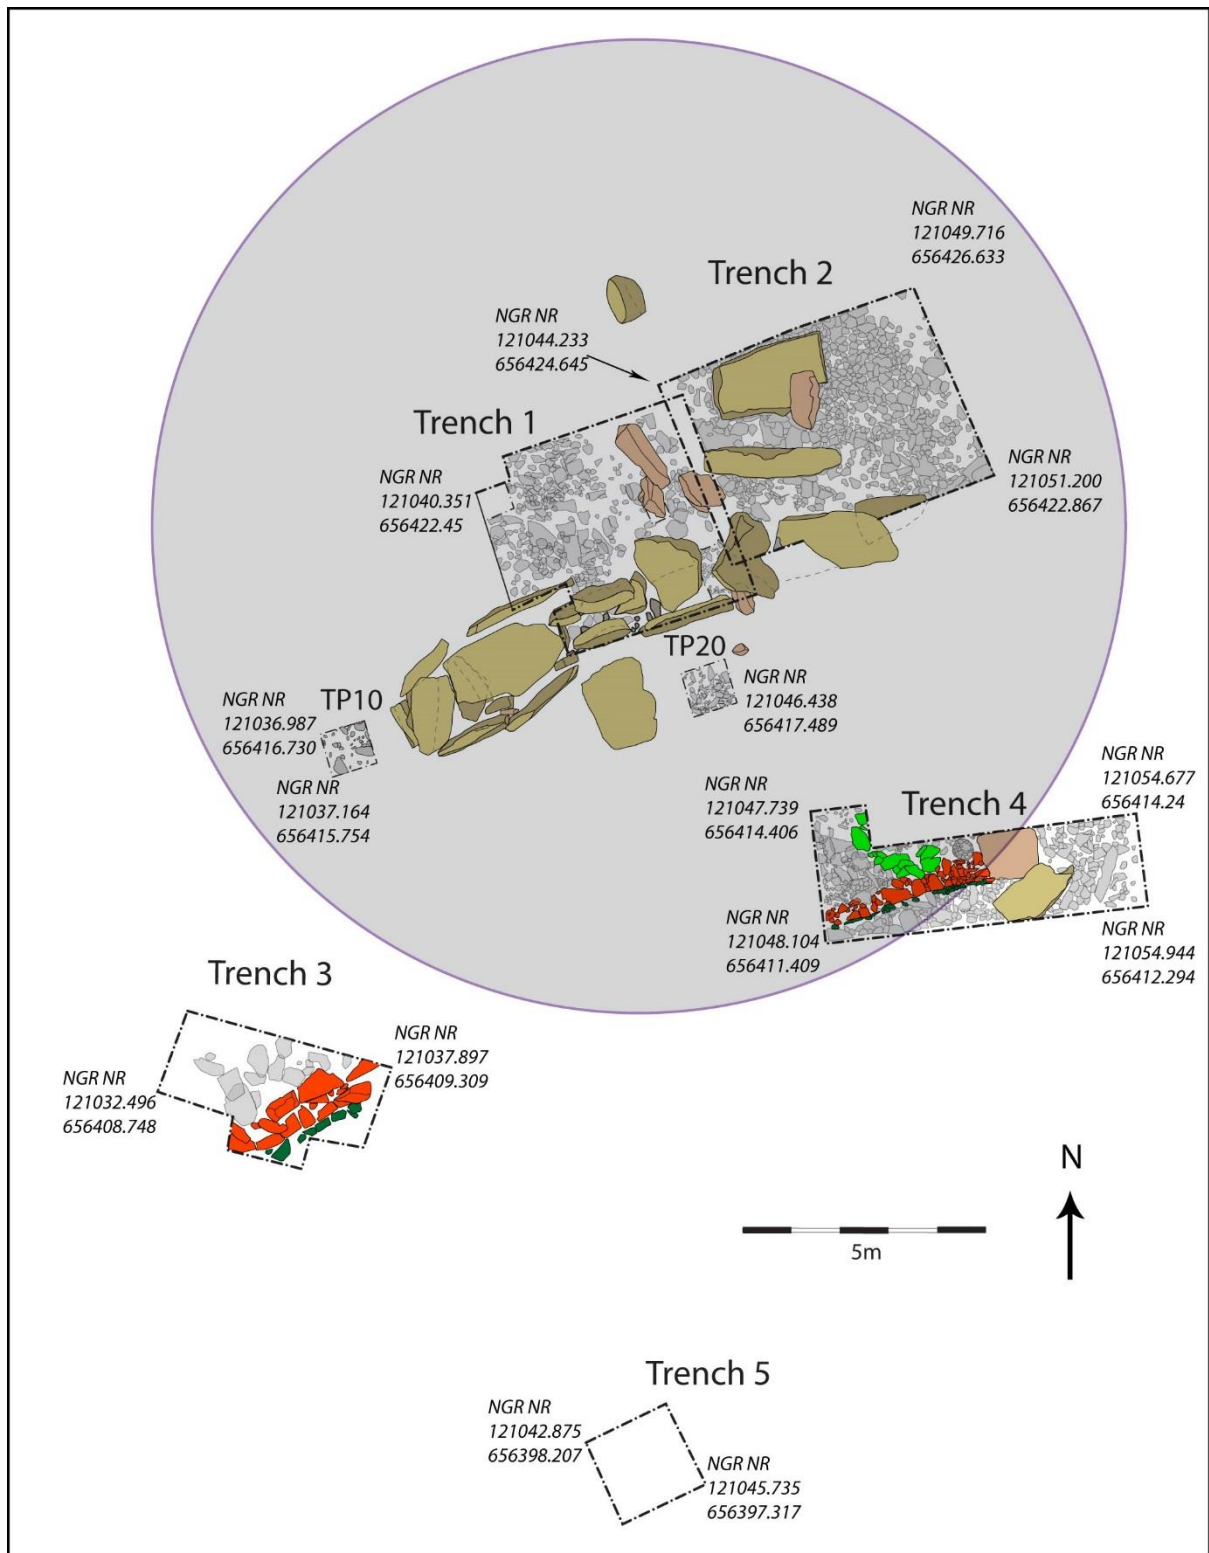 NGR NR
121049.716
656426.633
Trench 2
NGR NR
121044.233
656424.645
Trench 1
NGR NR
121040.351
656422.45
NGR NR
121051.200
656422.867
TP20
NGR NR
121046.438
656417.489
TP10
NGR NR
121036.987
656416.730
NGR NR
121037.164
656415.754
NGR NR
121054.677
656414.24
NGR NR
121047.739
656414.406
Trench 4
NGR NR
121048.104
656411.409
NGR NR
121054.944
656412.294
Trench 3
NGR NR
121037.897
656409.309
NGR NR
121032.496
656408.748
N
5m
Trench 5
NGR NR
121042.875
656398.207
NGR NR
121045.735
656397.317